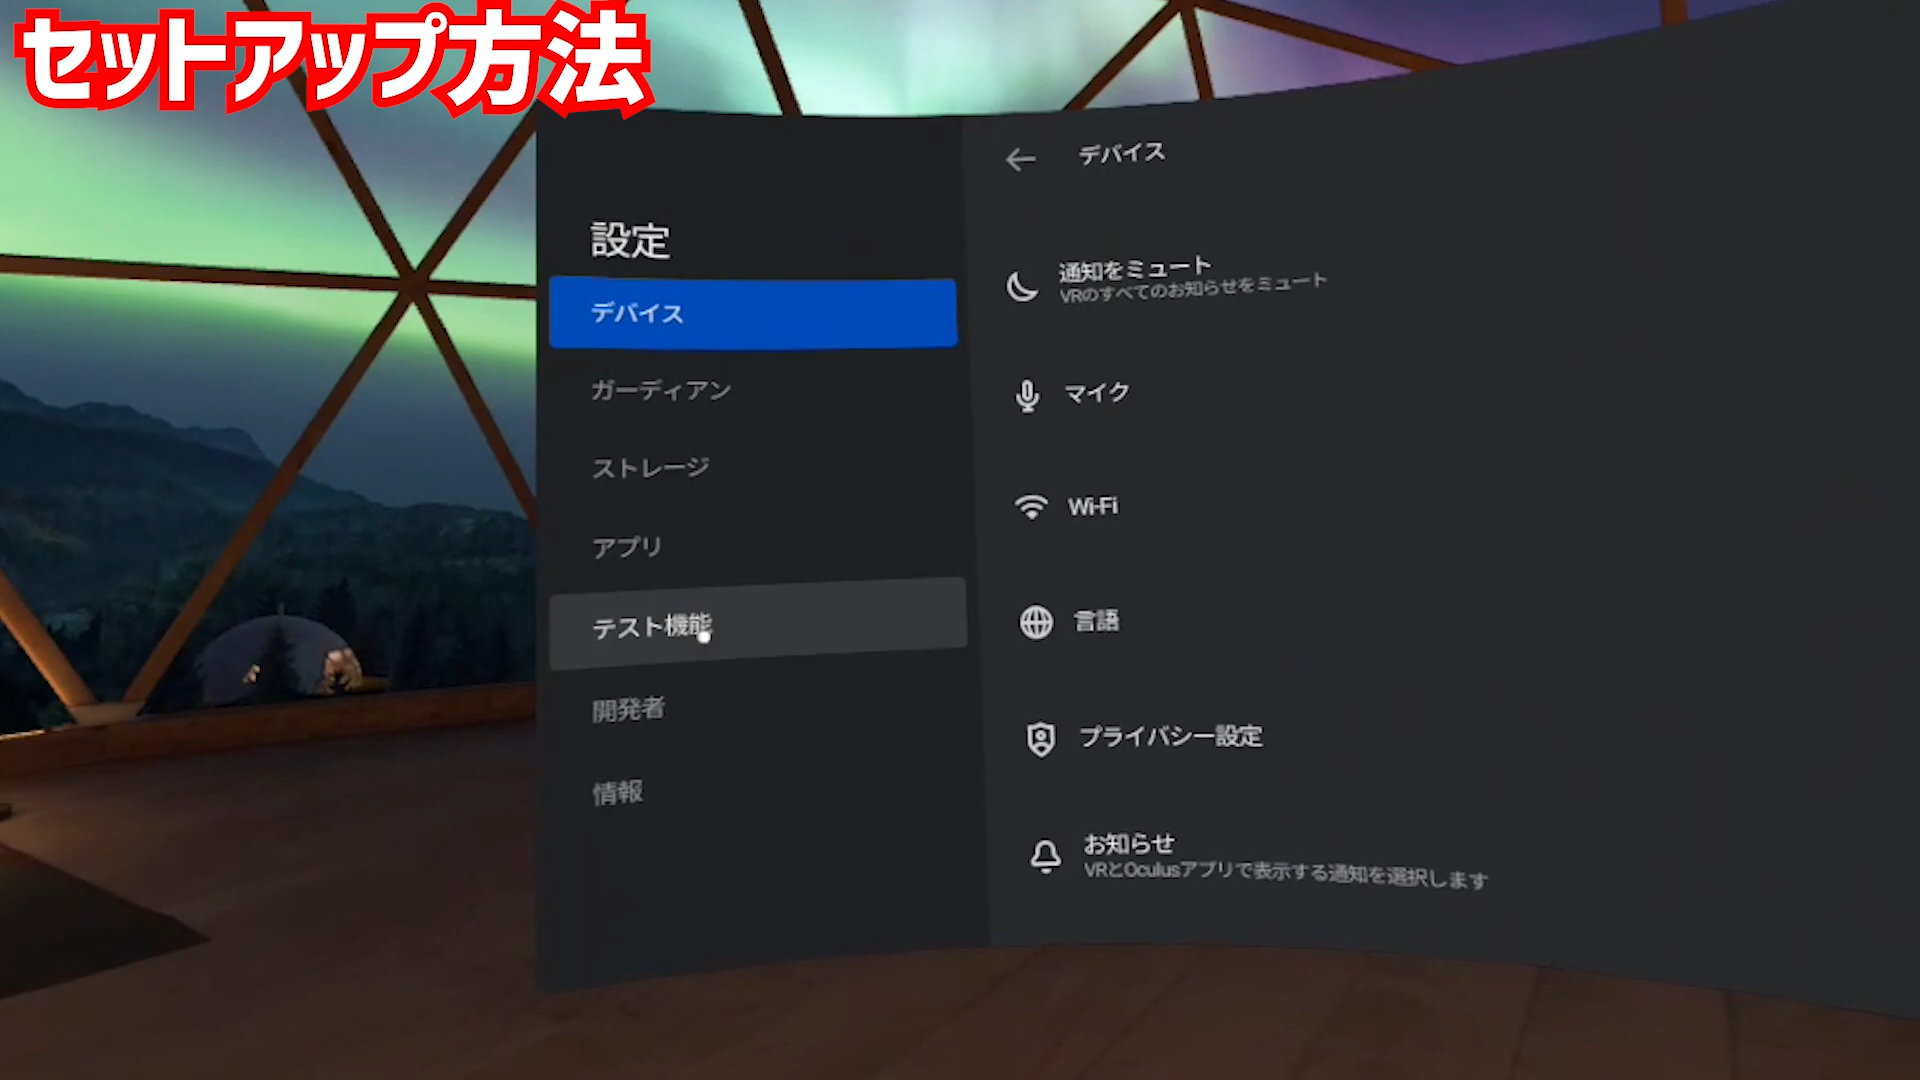 セットアップ方法
設定
デバイス
ガーディアン
ストレージ
アプリ
テスト機能
開発者
情報
デバイス
通知をミュート
VRのすべてのお知らせをミュート
マイク
Wi-Fi
言語
プライバシー設定
お知らせ
VRとOculusアプリで表示する通知を選択します